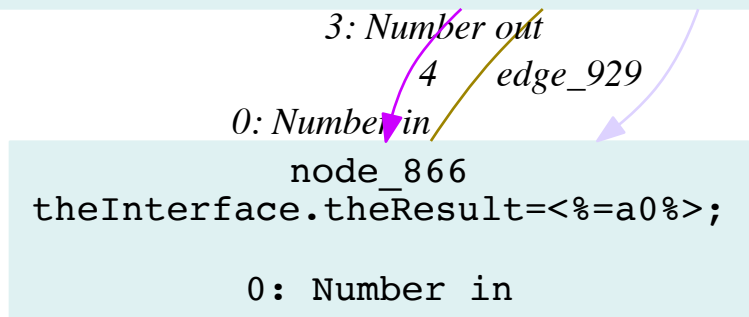 3: Number out
4 edge_929
0: Number in
node_866
theInterface.theResult=<%=a0%>;
0: Number in